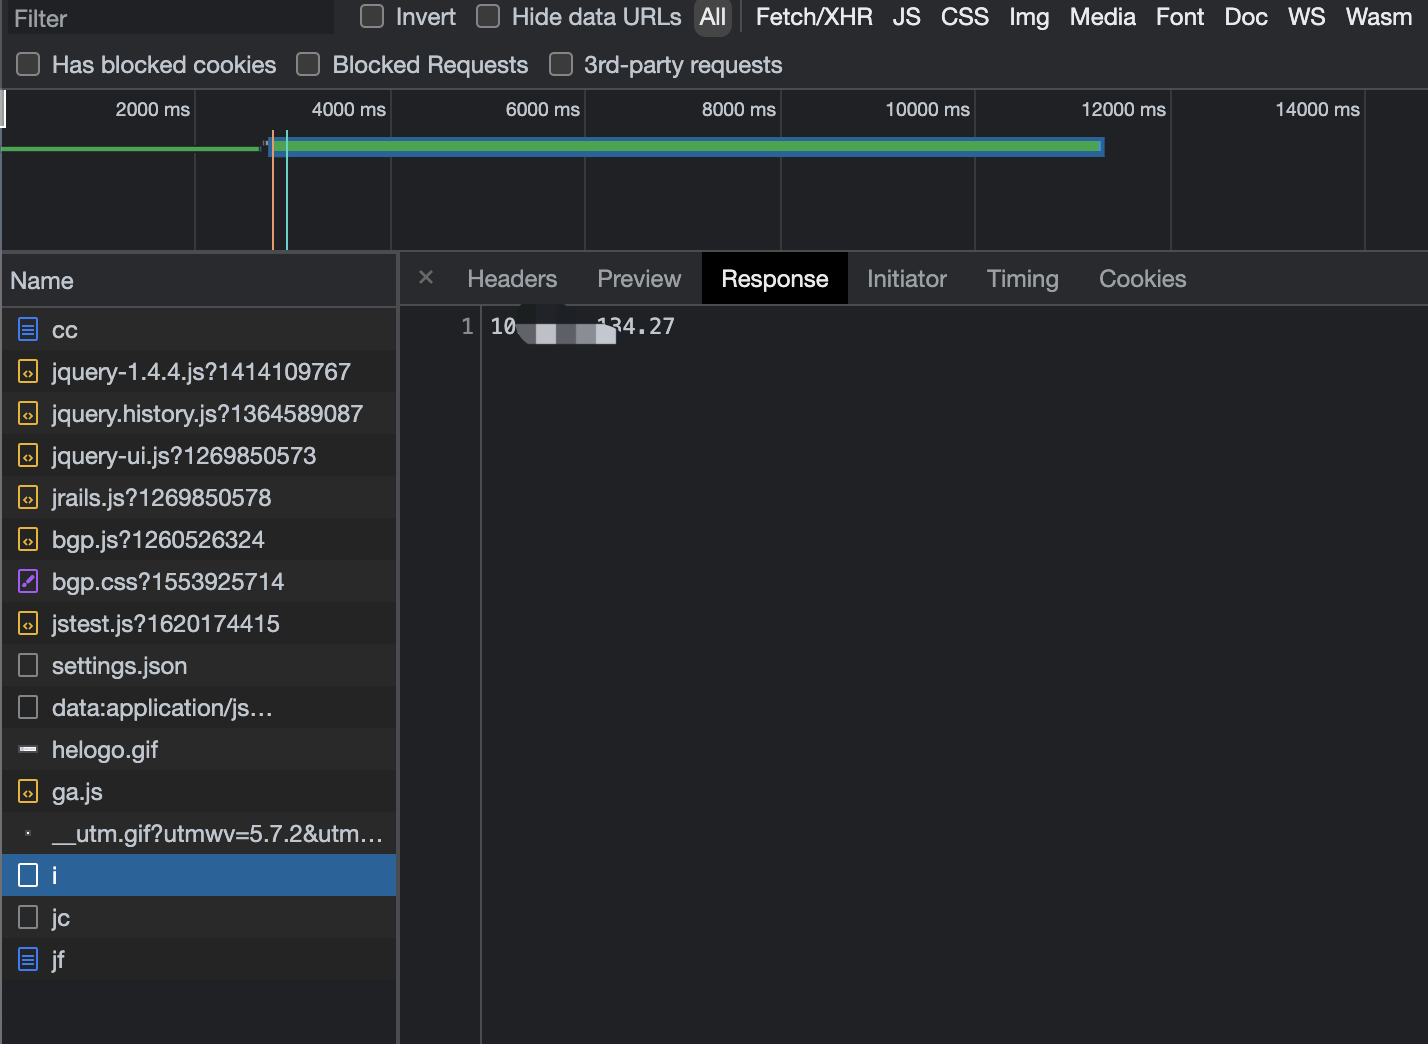 Filter Invert Hide data URLs All Fetch/XHR JS CSS Img Media Font Doc WS Wasm
Has blocked cookies Blocked Requests 3rd-party requests
2000 ms 4000 ms 6000 ms 8000 ms 10000 ms 12000 ms 14000 ms
Name
× Headers Preview Response Initiator Timing Cookies
1 10 134.27
cc
jquery-1.4.4.js?1414109767
jquery.history.js?1364589087
jquery-ui.js?1269850573
jrails.js?1269850578
bgp.js?1260526324
bgp.css?1553925714
jstest.js?1620174415
settings.json
data:application/js...
helogo.gif
ga.js
__utm.gif?utmwv=5.7.2&utm...
i
jc
jf